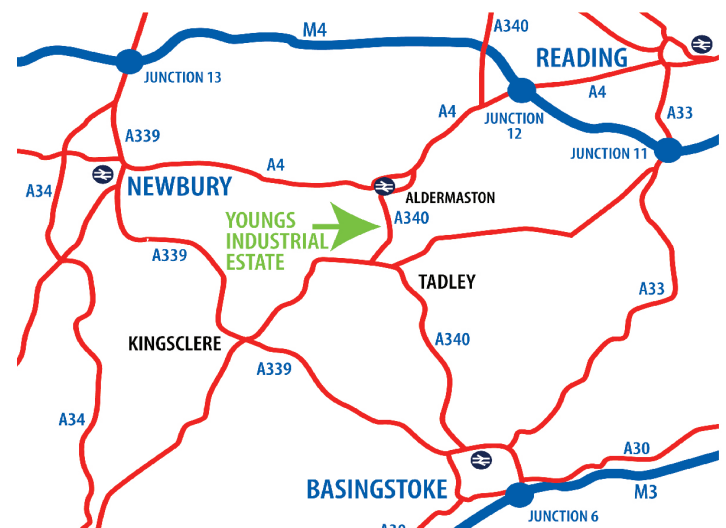 A340
M4
READING
JUNCTION 13
A4
A4
JUNCTION
12
A33
A339
JUNCTION 11
A4
A34
NEWBURY
ALDERMASTON
YOUNGS
INDUSTRIAL
ESTATE
A340
A339
TADLEY
A33
KINGSCLERE
A340
A339
A34
A30
BASINGSTOKE
M3
JUNCTION 6